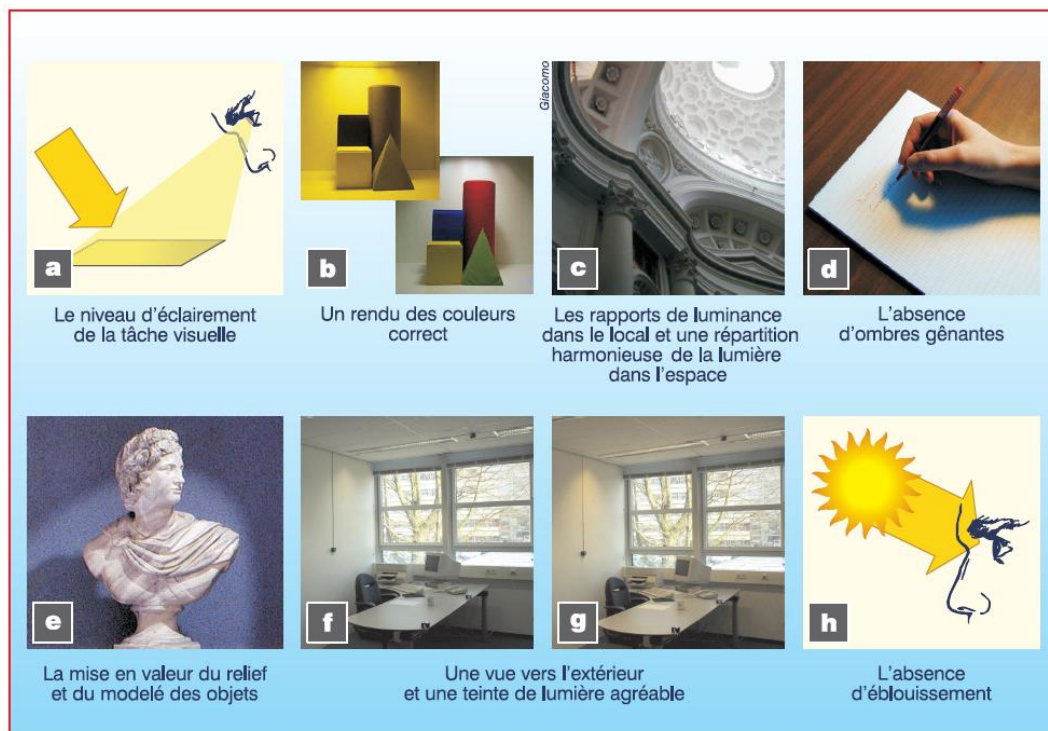 Giacomo
a
b
c
d
Le niveau d'éclairement
de la tâche visuelle
Un rendu des couleurs
correct
Les rapports de luminance
dans le local et une répartition
harmonieuse de la lumière
dans l'espace
L'absence
d'ombres gênantes
e
f
g
h
La mise en valeur du relief
et du modelé des objets
Une vue vers l'extérieur
et une teinte de lumière agréable
L'absence
d'éblouissement